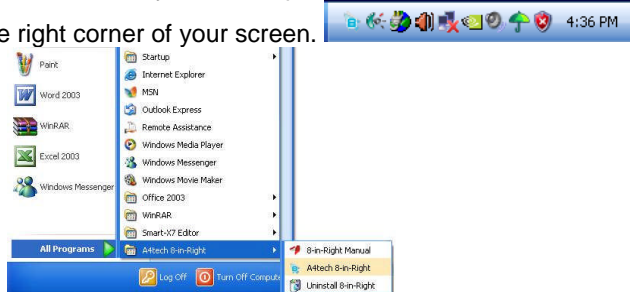 e right corner of your screen.
4:36 PM
Paint
Word 2003
WinRAR
Excel 2003
Windows Messenger
All Programs
Startup
Internet Explorer
MSN
Outlook Express
Remote Assistance
Windows Media Player
Windows Messenger
Windows Movie Maker
Office 2003
WinRAR
Smart-X7 Editor
A4tech 8-in-Right
8-in-Right Manual
A4tech 8-in-Right
Uninstall 8-in-Right
Log Off
Turn Off Compute